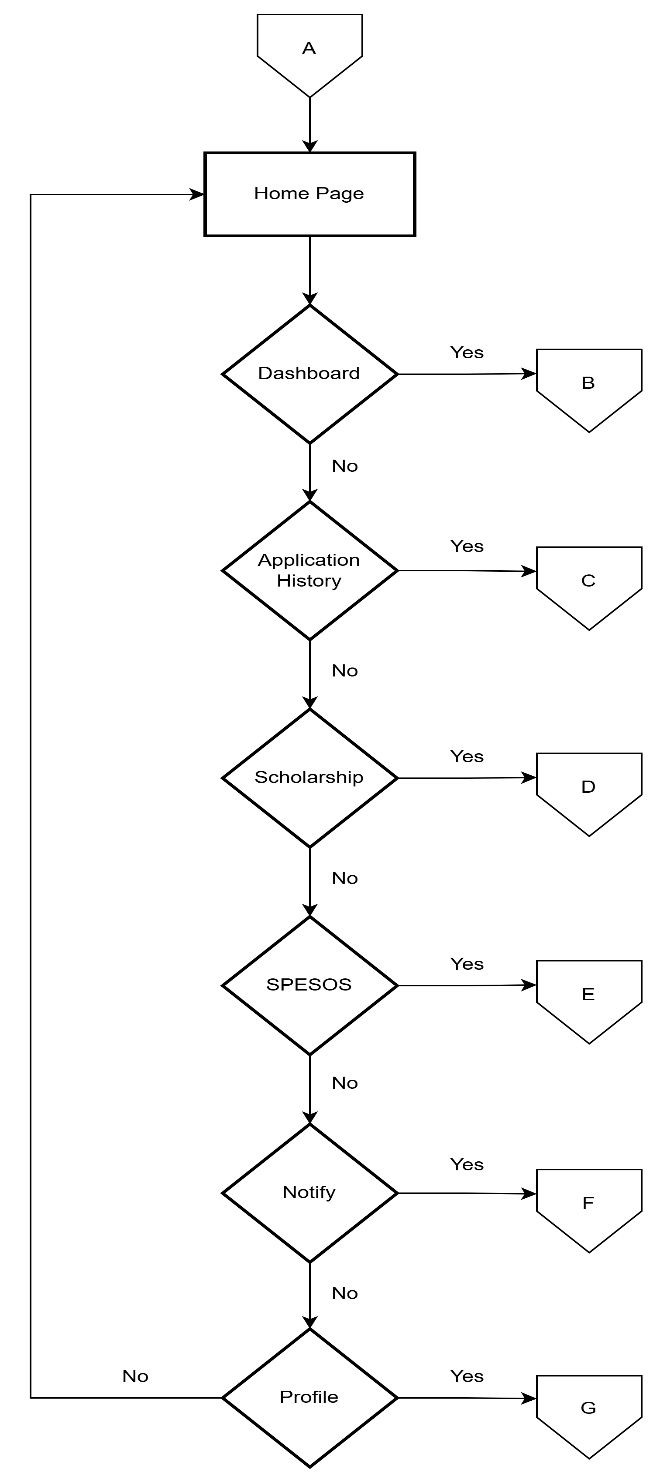 A
Home Page
Dashboard
Yes
B
No
Application
History
Yes
C
No
Scholarship
Yes
D
No
SPESOS
Yes
E
No
Notify
Yes
F
No
No
Profile
Yes
G